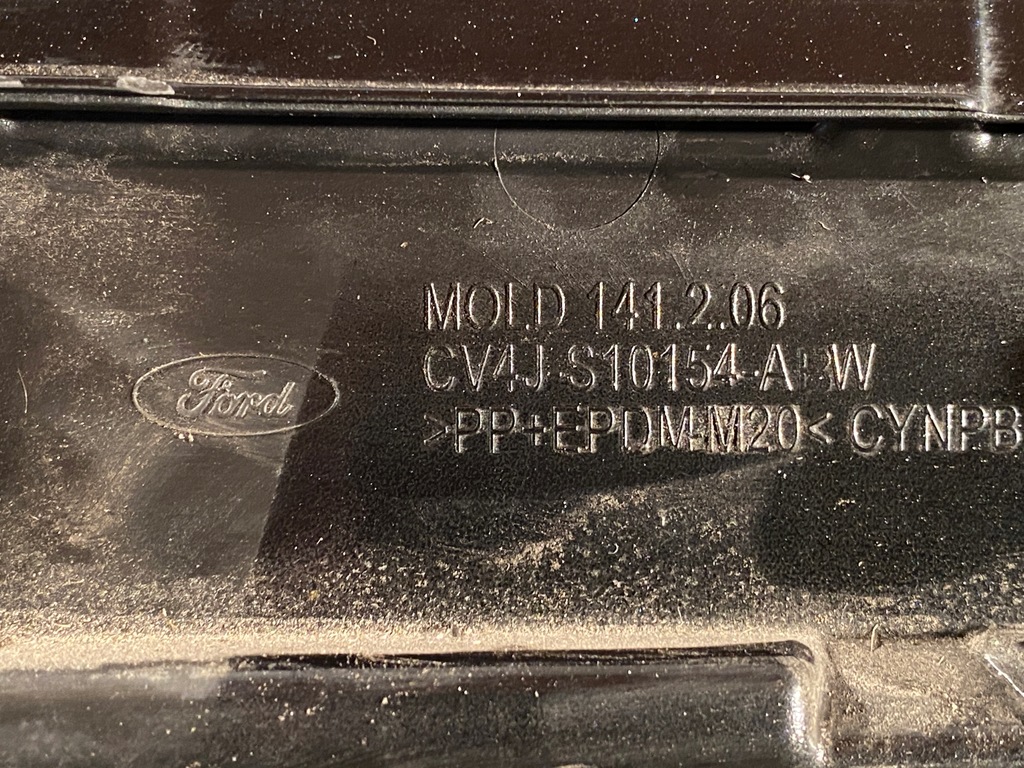 Ford
MOLD 141.2.06
CV4J-S10154-A
>PP+EPDM-M20< CYNPB